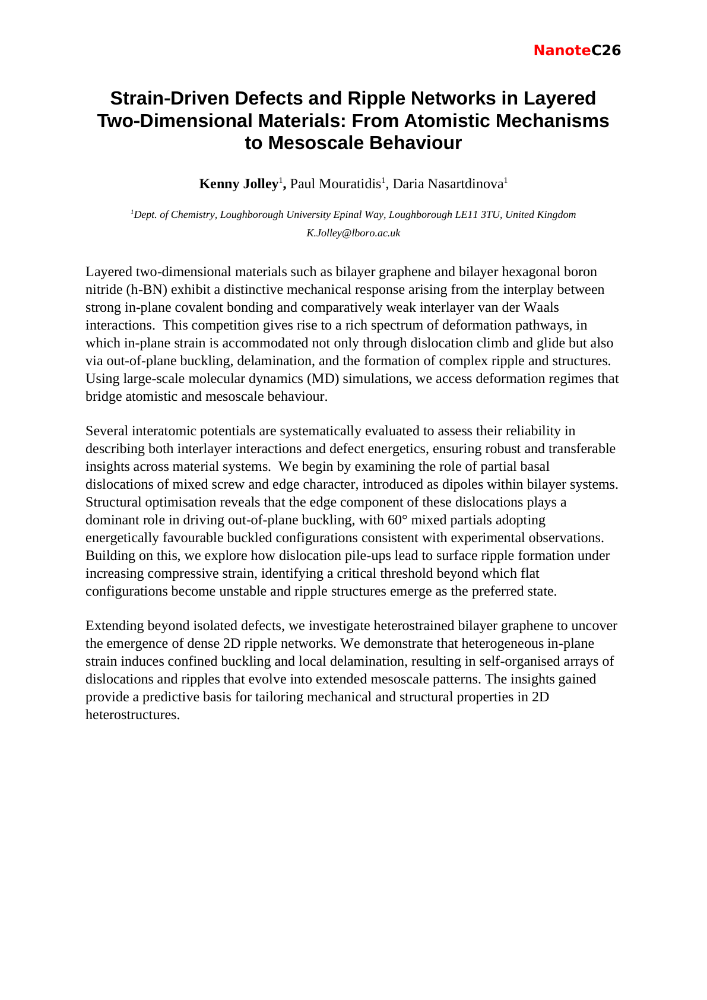 NanoteC26
Strain-Driven Defects and Ripple Networks in Layered
Two-Dimensional Materials: From Atomistic Mechanisms
to Mesoscale Behaviour
Kenny Jolley1, Paul Mouratidis1, Daria Nasartdinova1
1Dept. of Chemistry, Loughborough University Epinal Way, Loughborough LE11 3TU, United Kingdom
K.Jolley@lboro.ac.uk
Layered two-dimensional materials such as bilayer graphene and bilayer hexagonal boron
nitride (h-BN) exhibit a distinctive mechanical response arising from the interplay between
strong in-plane covalent bonding and comparatively weak interlayer van der Waals
interactions.  This competition gives rise to a rich spectrum of deformation pathways, in
which in-plane strain is accommodated not only through dislocation climb and glide but also
via out-of-plane buckling, delamination, and the formation of complex ripple and structures.
Using large-scale molecular dynamics (MD) simulations, we access deformation regimes that
bridge atomistic and mesoscale behaviour.
Several interatomic potentials are systematically evaluated to assess their reliability in
describing both interlayer interactions and defect energetics, ensuring robust and transferable
insights across material systems.  We begin by examining the role of partial basal
dislocations of mixed screw and edge character, introduced as dipoles within bilayer systems.
Structural optimisation reveals that the edge component of these dislocations plays a
dominant role in driving out-of-plane buckling, with 60° mixed partials adopting
energetically favourable buckled configurations consistent with experimental observations.
Building on this, we explore how dislocation pile-ups lead to surface ripple formation under
increasing compressive strain, identifying a critical threshold beyond which flat
configurations become unstable and ripple structures emerge as the preferred state.
Extending beyond isolated defects, we investigate heterostrained bilayer graphene to uncover
the emergence of dense 2D ripple networks. We demonstrate that heterogeneous in-plane
strain induces confined buckling and local delamination, resulting in self-organised arrays of
dislocations and ripples that evolve into extended mesoscale patterns. The insights gained
provide a predictive basis for tailoring mechanical and structural properties in 2D
heterostructures.